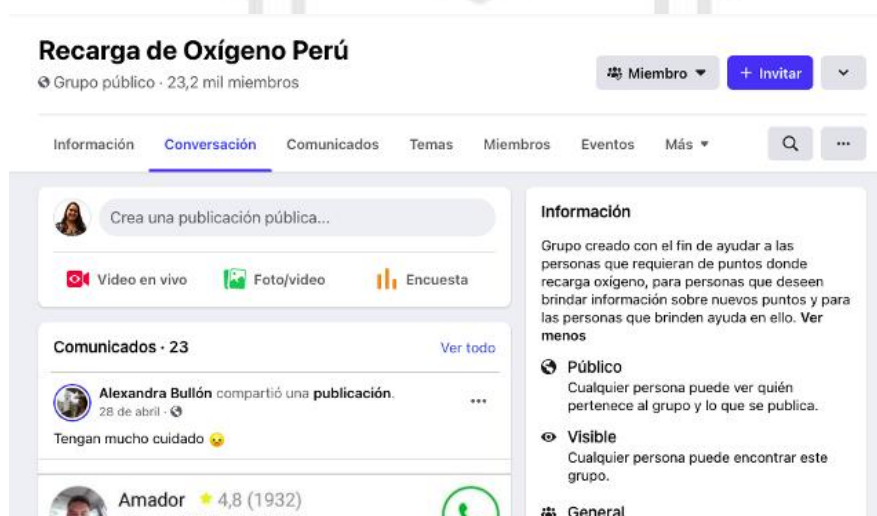 Recarga de Oxígeno Perú
Grupo público · 23,2 mil miembros
Miembro
+ Invitar
Información
Conversación
Comunicados
Temas
Miembros
Eventos
Más
Crea una publicación pública...
Video en vivo
Foto/video
Encuesta
Comunicados · 23
Ver todo
Alexandra Bullón compartió una publicación.
28 de abril ·
Tengan mucho cuidado
Amador 4,8 (1932)
Información
Grupo creado con el fin de ayudar a las
personas que requieran de puntos donde
recarga oxígeno, para personas que deseen
brindar información sobre nuevos puntos y para
las personas que brinden ayuda en ello. Ver
menos
Público
Cualquier persona puede ver quién
pertenece al grupo y lo que se publica.
Visible
Cualquier persona puede encontrar este
grupo.
General